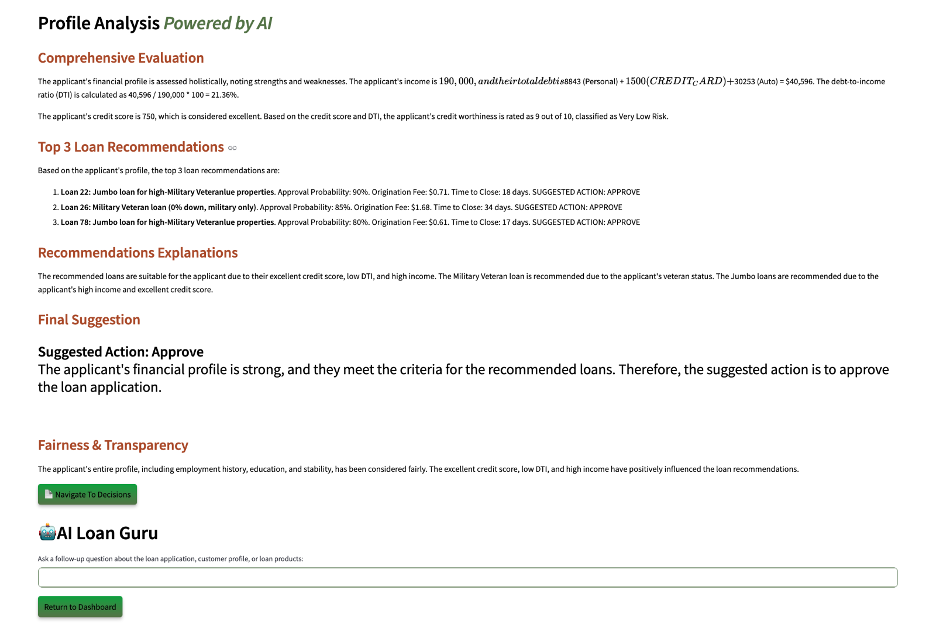 Profile Analysis Powered by AI
Comprehensive Evaluation
The applicant's financial profile is assessed holistically, noting strengths and weaknesses. The applicant's income is 190,000,andtheirtotaldebtis8843 (Personal) + 1500(CREDIT_CARD)+30253 (Auto) = $40,596. The debt-to-income
ratio (DTI) is calculated as 40,596 / 190,000 * 100 = 21.36%.
The applicant's credit score is 750, which is considered excellent. Based on the credit score and DTI, the applicant's credit worthiness is rated as 9 out of 10, classified as Very Low Risk.
Top 3 Loan Recommendations
Based on the applicant's profile, the top 3 loan recommendations are:
1. Loan 22: Jumbo loan for high-Military Veteranlue properties. Approval Probability: 90%. Origination Fee: $0.71. Time to Close: 18 days. SUGGESTED ACTION: APPROVE
2. Loan 26: Military Veteran loan (0% down, military only). Approval Probability: 85%. Origination Fee: $1.68. Time to Close: 34 days. SUGGESTED ACTION: APPROVE
3. Loan 78: Jumbo loan for high-Military Veteranlue properties. Approval Probability: 80%. Origination Fee: $0.61. Time to Close: 17 days. SUGGESTED ACTION: APPROVE
Recommendations Explanations
The recommended loans are suitable for the applicant due to their excellent credit score, low DTI, and high income. The Military Veteran loan is recommended due to the applicant's veteran status. The Jumbo loans are recommended due to the
applicant's high income and excellent credit score.
Final Suggestion
Suggested Action: Approve
The applicant's financial profile is strong, and they meet the criteria for the recommended loans. Therefore, the suggested action is to approve
the loan application.
Fairness & Transparency
The applicant's entire profile, including employment history, education, and stability, has been considered fairly. The excellent credit score, low DTI, and high income have positively influenced the loan recommendations.
Navigate To Decisions
AI Loan Guru
Ask a follow-up question about the loan application, customer profile, or loan products:
Return to Dashboard